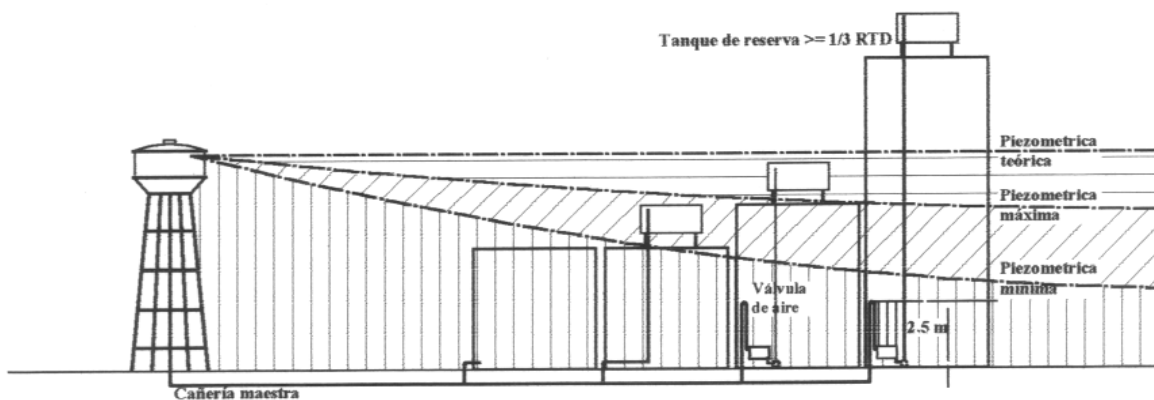 Tanque de reserva >= 1/3 RTD
Piezometrica
teórica
Piezometrica
máxima
Piezometrica
mínima
Válvula
de aire
2.5 m
Cañería maestra